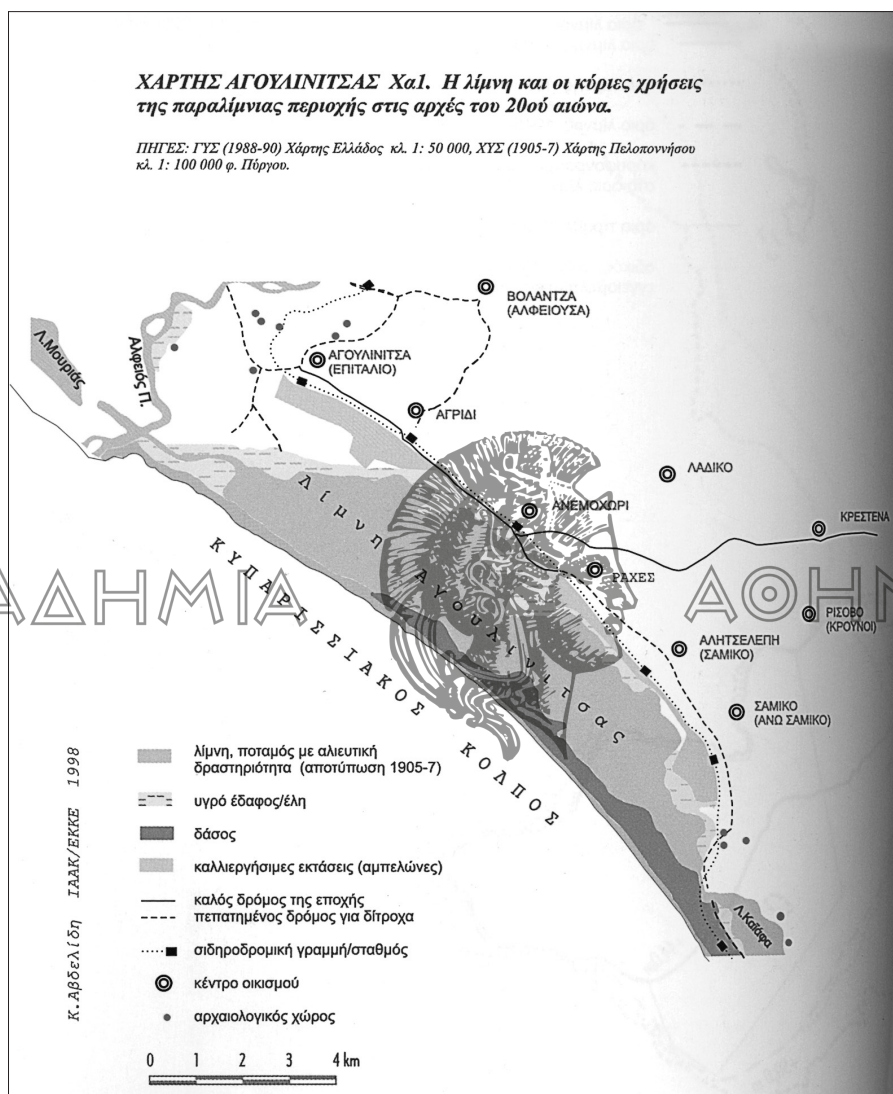 ΧΑΡΤΗΣ ΑΓΟΥΛΙΝΙΤΣΑΣ Χα1. Η λίμνη και οι κύριες χρήσεις
της παραλίμνιας περιοχής στις αρχές του 20ού αιώνα.
ΠΗΓΕΣ: ΓΥΣ (1988-90) Χάρτης Ελλάδος κλ. 1: 50 000, ΧΥΣ (1905-7) Χάρτης Πελοποννήσου
κλ. 1: 100 000 φ. Πύργου.
ΒΟΛΑΝΤΖΑ
(ΑΛΦΕΙΟΥΣΑ)
Λ.Μουριάς
Αλφειός Π.
ΑΓΟΥΛΙΝΙΤΣΑ
(ΕΠΙΤΑΛΙΟ)
ΑΓΡΙΔΙ
ΛΑΔΙΚΟ
ΑΝΕΜΟΧΩΡΙ
ΚΡΕΣΤΕΝΑ
Λίμνη Αγουλινίτσας
ΡΑΧΕΣ
ΑΔΗΜΙΑ
ΑΘΗΝ
ΡΙΣΟΒΟ
(ΚΡΟΥΝΟΙ)
ΑΛΗΤΣΕΛΕΠΗ
(ΣΑΜΙΚΟ)
ΣΑΜΙΚΟ
(ΑΝΩ ΣΑΜΙΚΟ)
ΚΥΠΑΡΙΣΣΙΑΚΟΣ ΚΟΛΠΟΣ
Λ.Καϊάφα
λίμνη, ποταμός με αλιευτική
δραστηριότητα (αποτύπωση 1905-7)
υγρό έδαφος/έλη
δάσος
καλλιεργήσιμες εκτάσεις (αμπελώνες)
καλός δρόμος της εποχής
πεπατημένος δρόμος για δίτροχα
σιδηροδρομική γραμμή/σταθμός
κέντρο οικισμού
αρχαιολογικός χώρος
0 1 2 3 4 km
Κ.Αβδελίδη ΙΑΑΚ/ΕΚΚΕ 1998